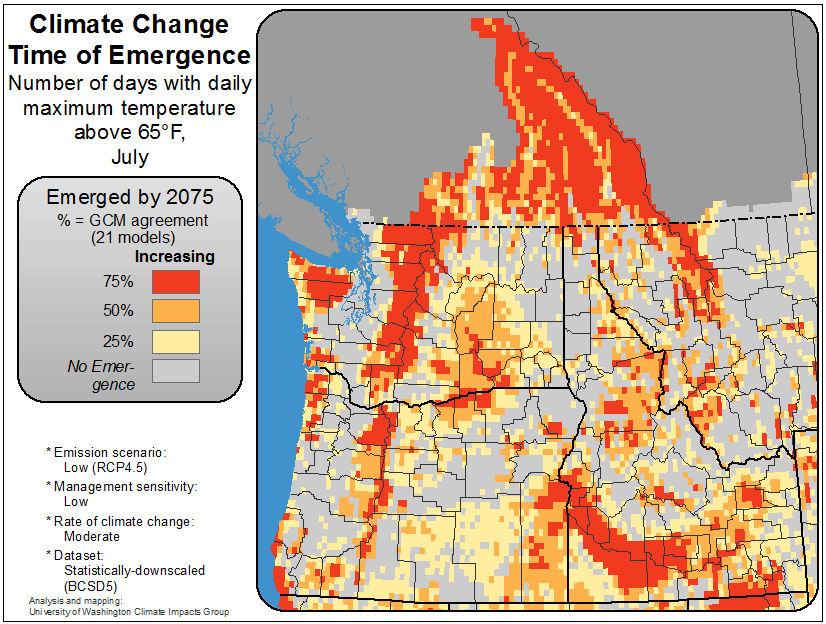 Climate Change
Time of Emergence
Number of days with daily
maximum temperature
above 65°F,
July
Emerged by 2075
% = GCM agreement
(21 models)
Increasing
75%
50%
25%
No Emer-
gence
* Emission scenario:
Low (RCP4.5)
* Management sensitivity:
Low
* Rate of climate change:
Moderate
* Dataset:
Statistically-downscaled
(BCSD5)
Analysis and mapping:
University of Washington Climate Impacts Group